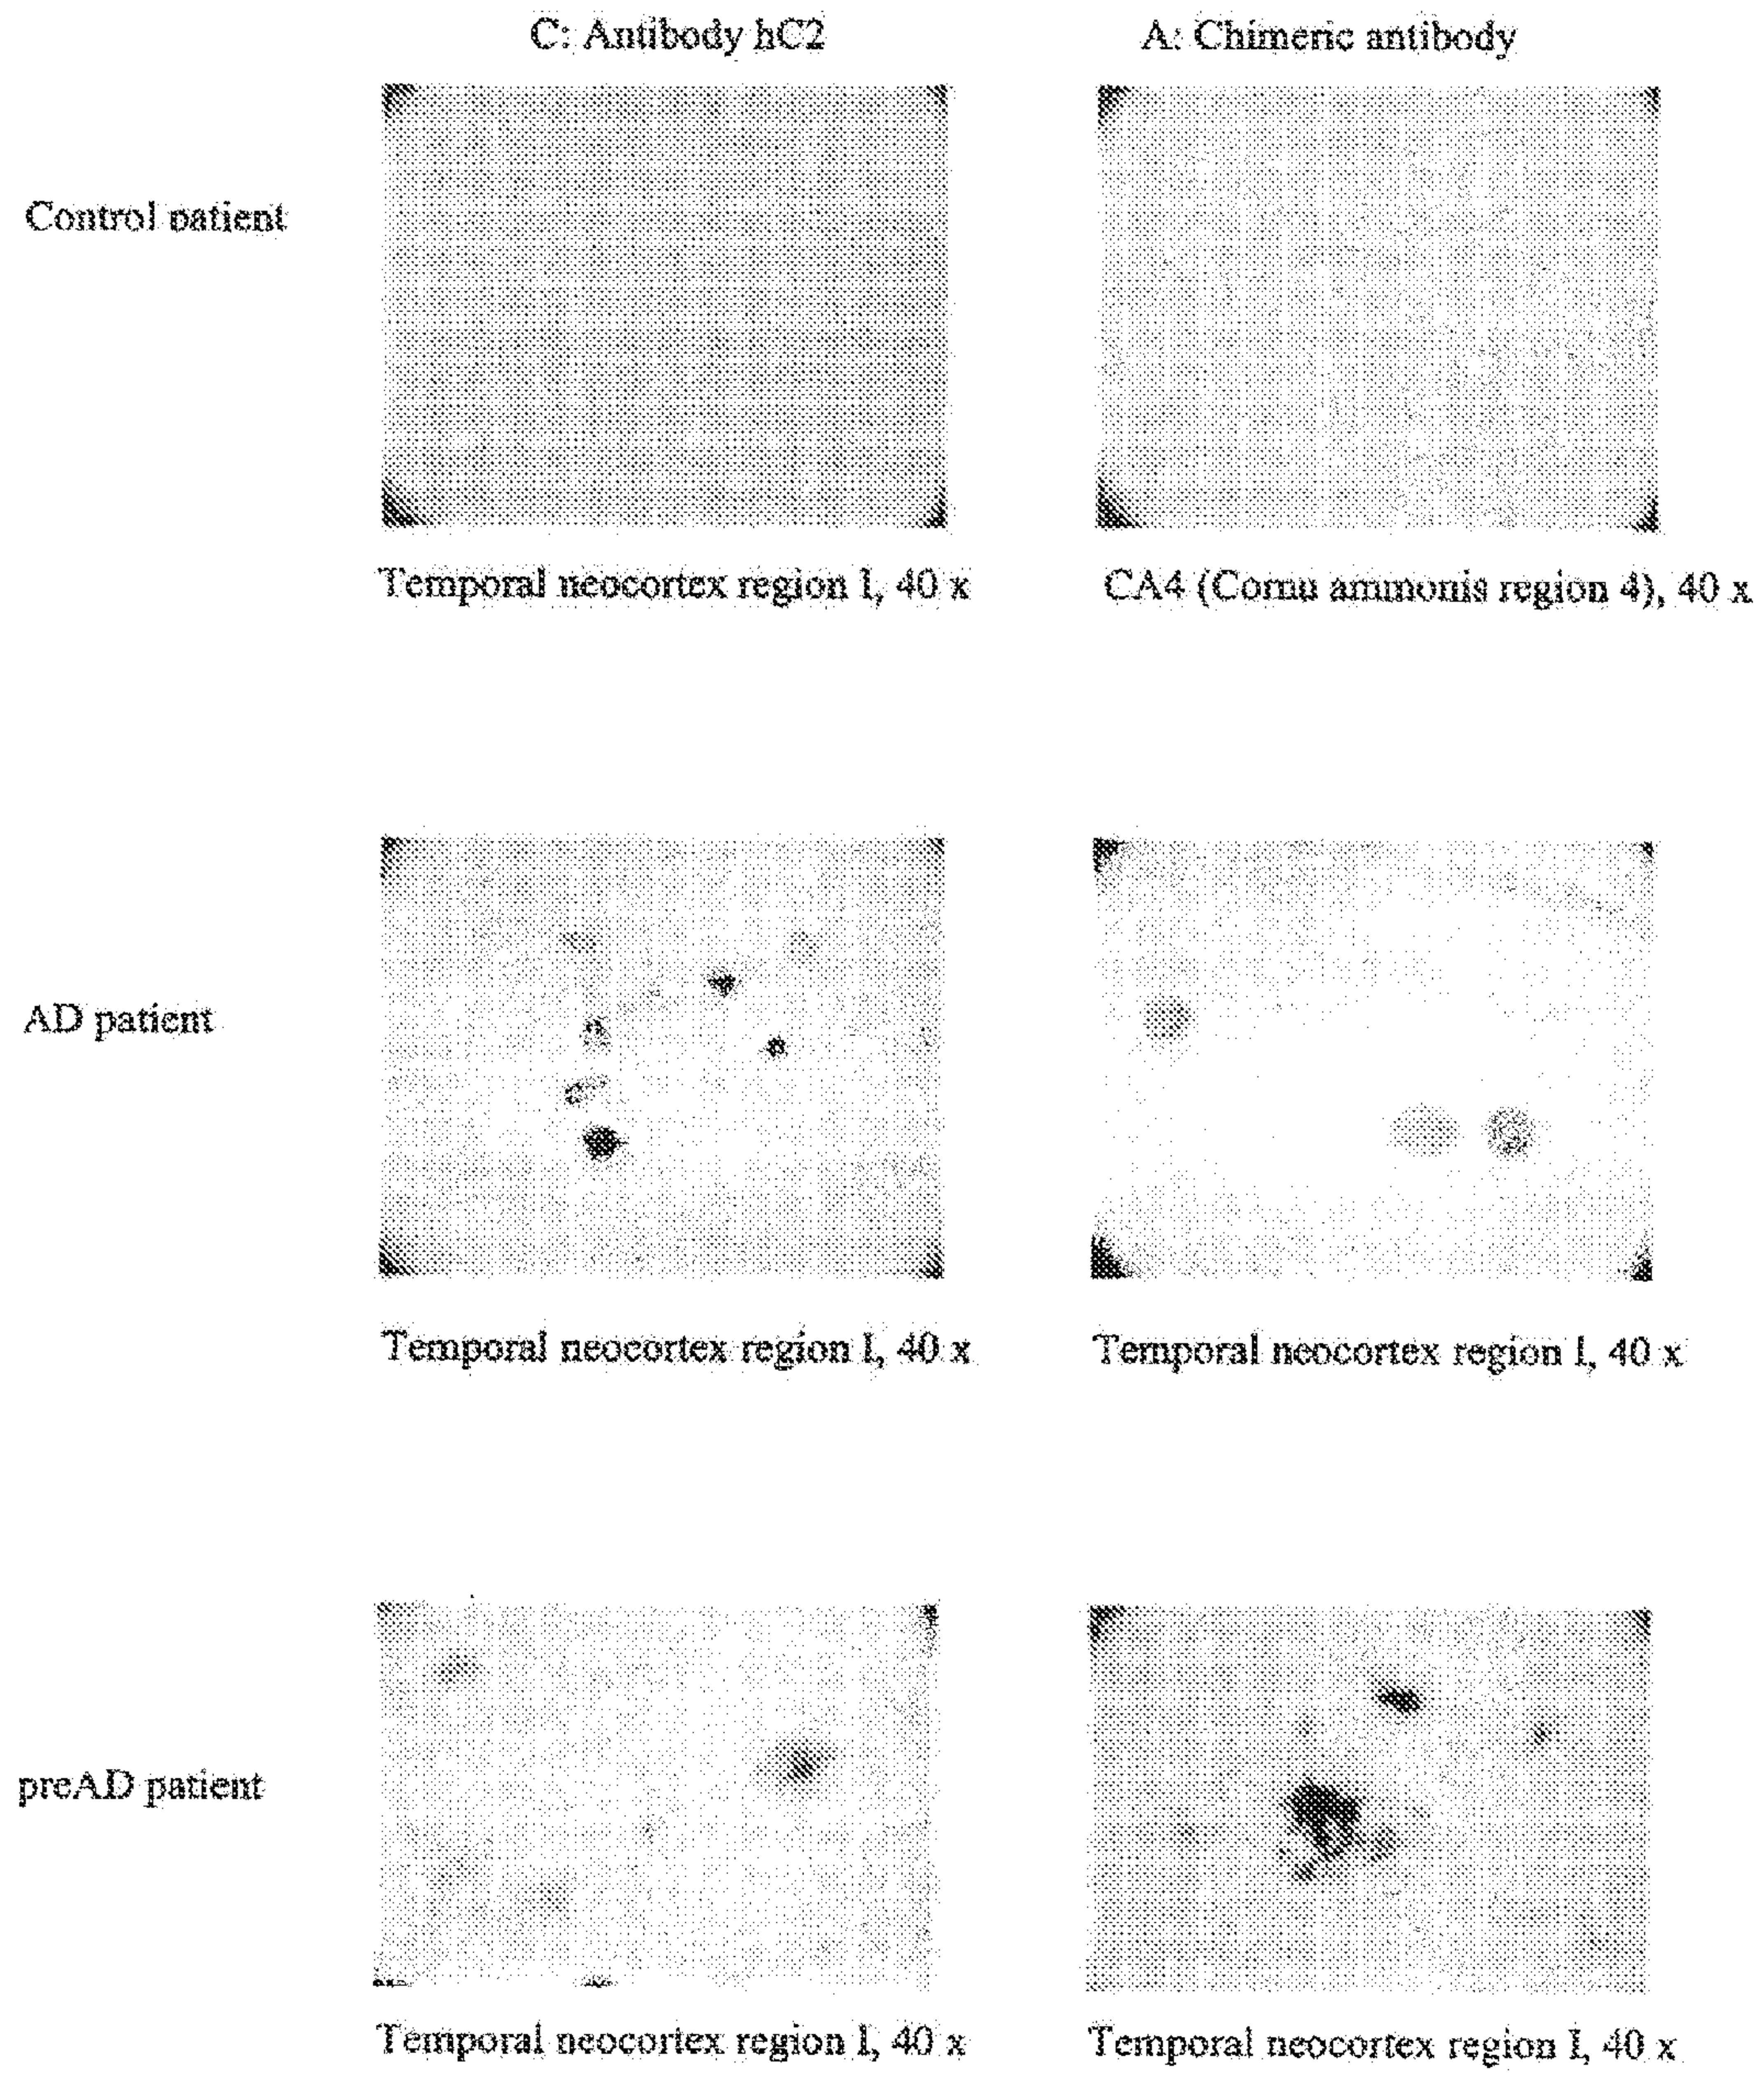 C: Antibody hC2
A: Chimeric antibody
Control patient
Temporal neocortex region I, 40 x
CA4 (Cornu ammonis region 4), 40 x
AD patient
Temporal neocortex region I, 40 x
Temporal neocortex region I, 40 x
preAD patient
Temporal neocortex region I, 40 x
Temporal neocortex region I, 40 x